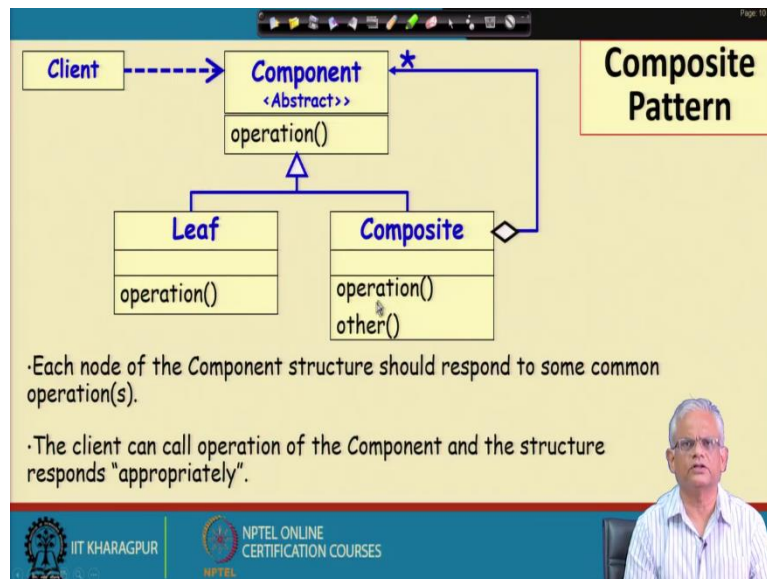 Page: 10
Composite
Pattern
Client
Component
<Abstract>>
*
operation()
Leaf
operation()
Composite
operation()
other()
·Each node of the Component structure should respond to some common
operation(s).
·The client can call operation of the Component and the structure
responds “appropriately”.
IIT KHARAGPUR
NPTEL
NPTEL ONLINE
CERTIFICATION COURSES